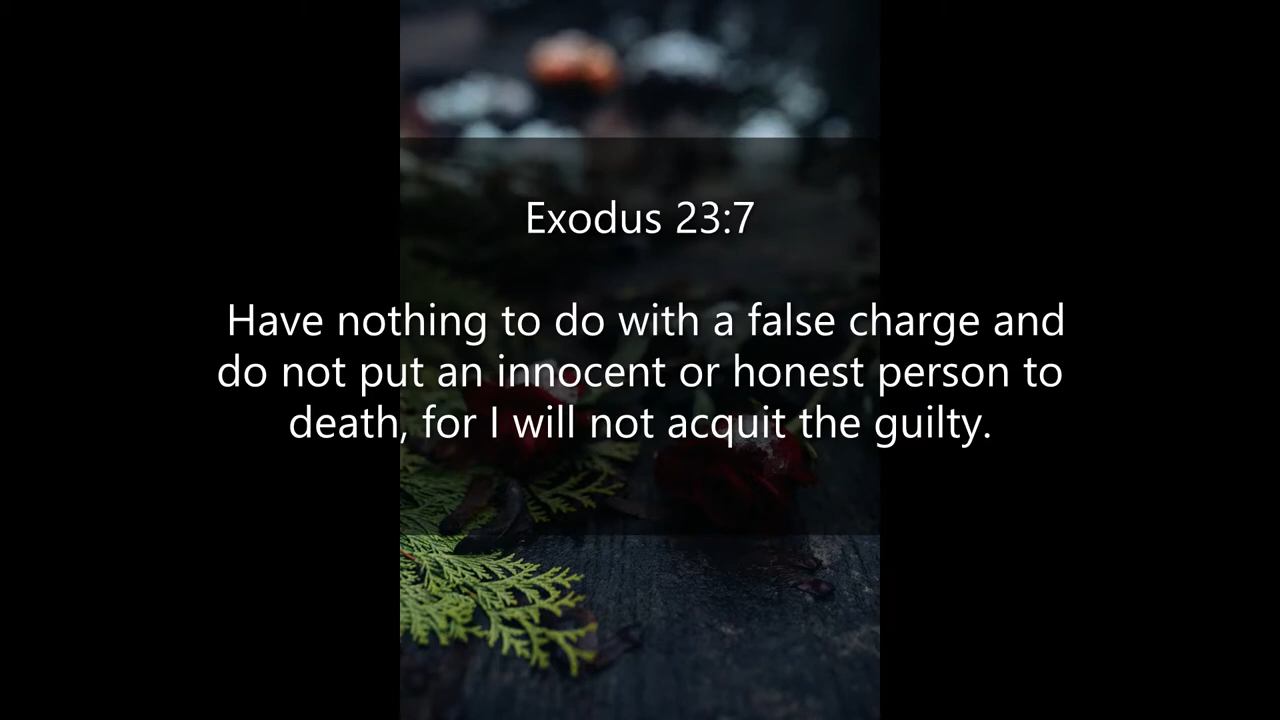 Exodus 23:7
Have nothing to do with a false charge and
do not put an innocent or honest person to
death, for I will not acquit the guilty.